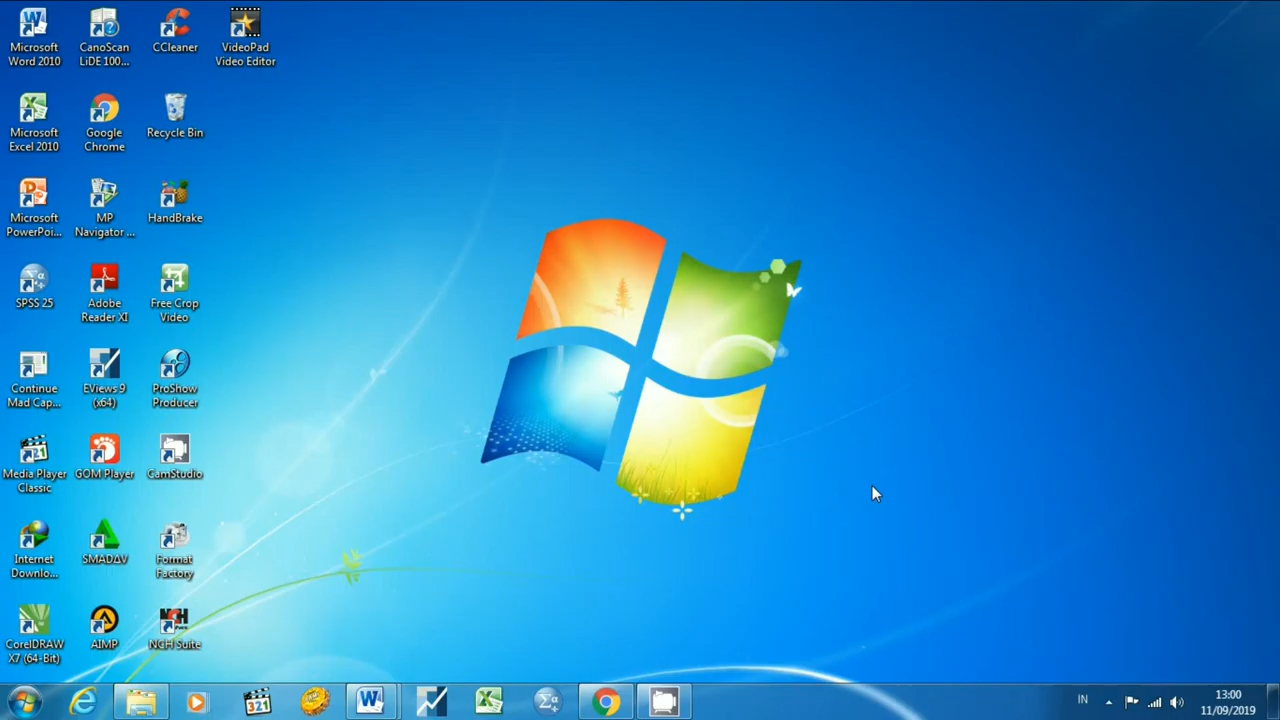 Microsoft
Word 2010
CanoScan
LiDE 100...
CCleaner
VideoPad
Video Editor
Microsoft
Excel 2010
Google
Chrome
Recycle Bin
Microsoft
PowerPoi...
MP
Navigator ...
HandBrake
SPSS 25
Adobe
Reader XI
Free Crop
Video
Continue
Mad Cap...
EViews 9
(x64)
ProShow
Producer
Media Player
Classic
GOM Player
CamStudio
Internet
Downlo...
SMADΔV
Format
Factory
CorelDRAW
X7 (64-Bit)
AIMP
NCH Suite
321
IN
13:00
11/09/2019